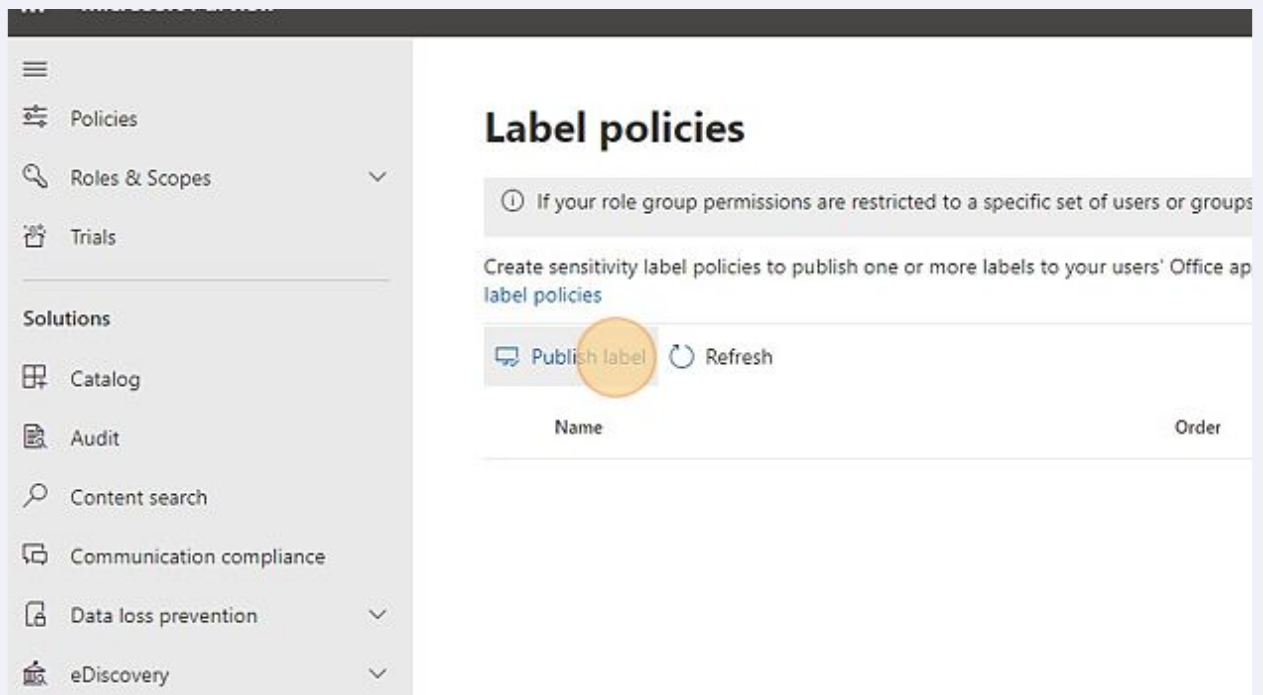 Policies
Roles & Scopes
Trials
Solutions
Catalog
Audit
Content search
Communication compliance
Data loss prevention
eDiscovery
Label policies
If your role group permissions are restricted to a specific set of users or groups
Create sensitivity label policies to publish one or more labels to your users' Office ap
label policies
Publish label
Refresh
Name
Order